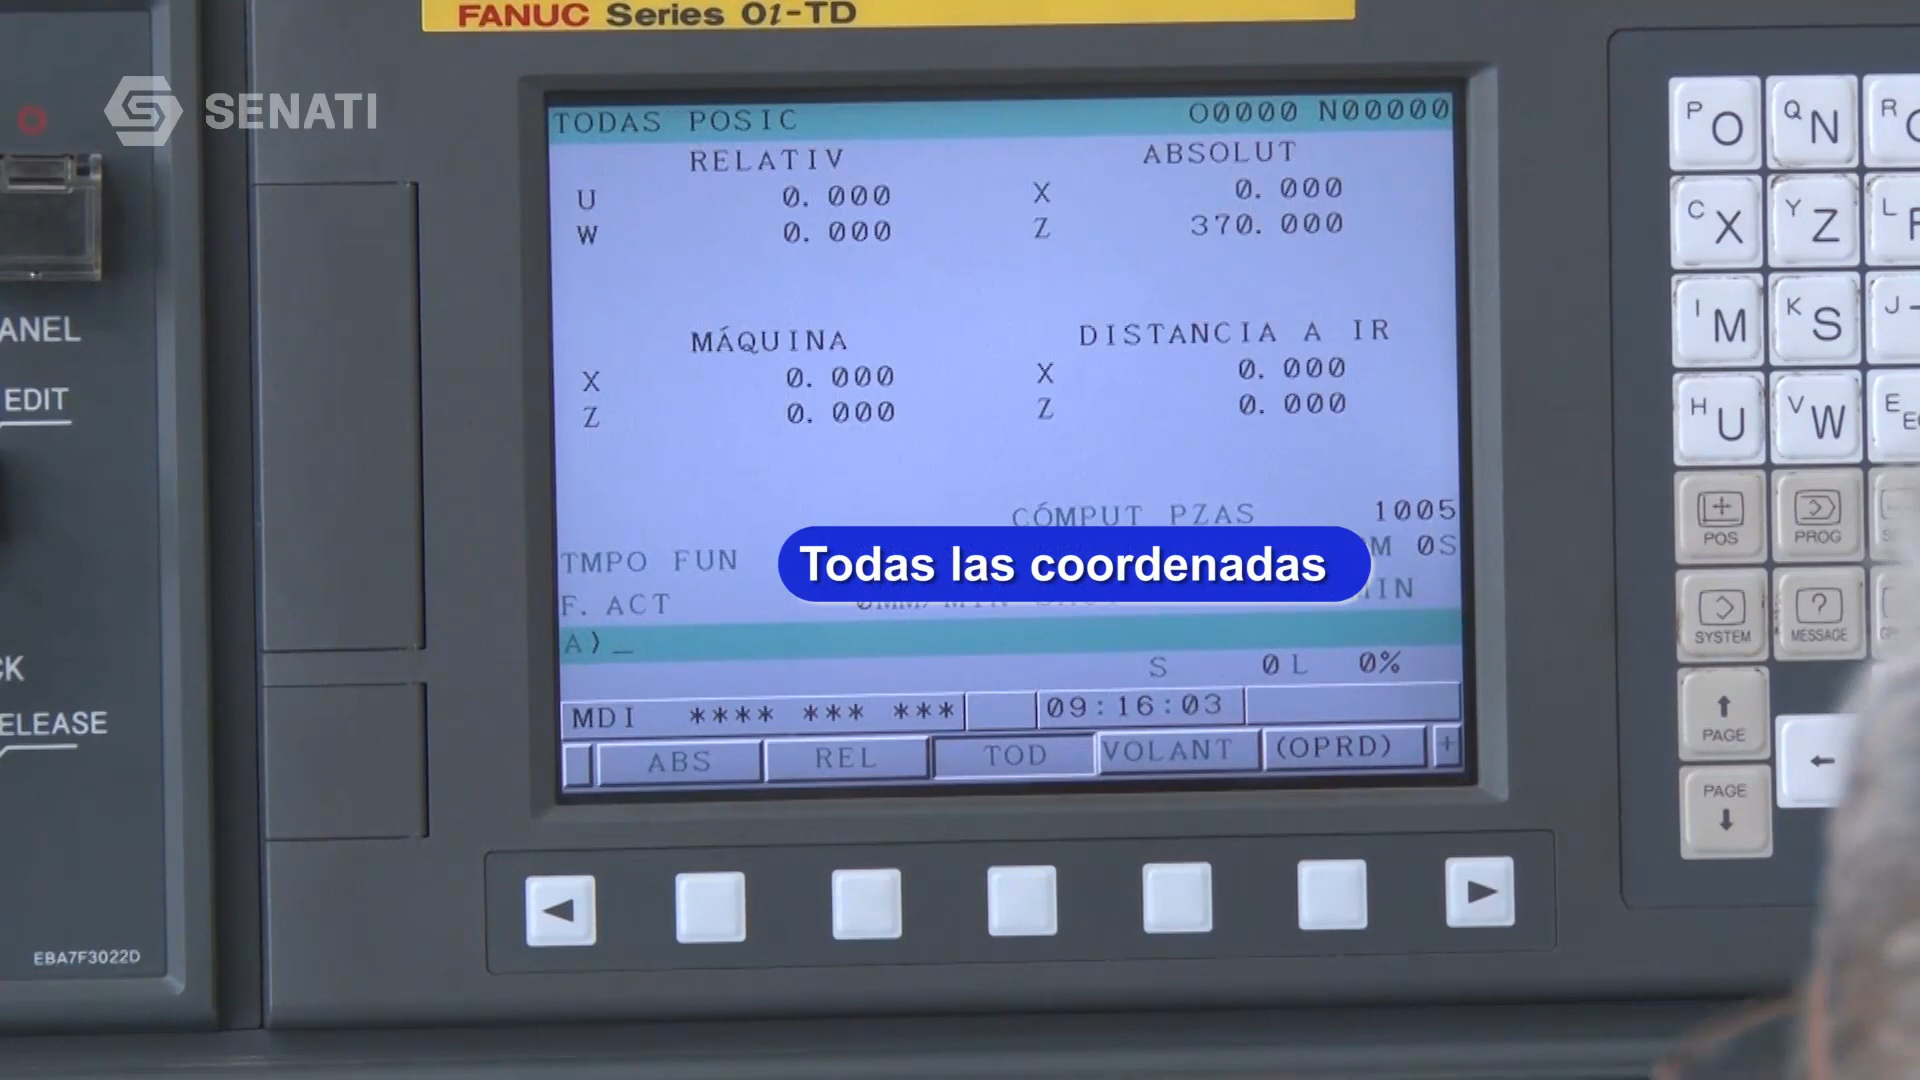 FANUC Series 0i-TD
SENATI
TODAS POSIC O0000 N00000
RELATIV ABSOLUT
U 0.000 X 0.000
W 0.000 Z 370.000
MÁQUINA DISTANCIA A IR
X 0.000 X 0.000
Z 0.000 Z 0.000
CÓMPUT PZAS 1005
TMPO FUN M 0S
Todas las coordenadas
F. ACT
A)_
S 0 L 0%
MDI **** *** *** 09:16:03
ABS REL TOD VOLANT (OPRD) +
ANEL
EDIT
CK
ELEASE
EBA7F3022D
P O Q N R
C X Y Z L
I M K S J
H U V W E
POS PROG
SYSTEM MESSAGE
PAGE
PAGE